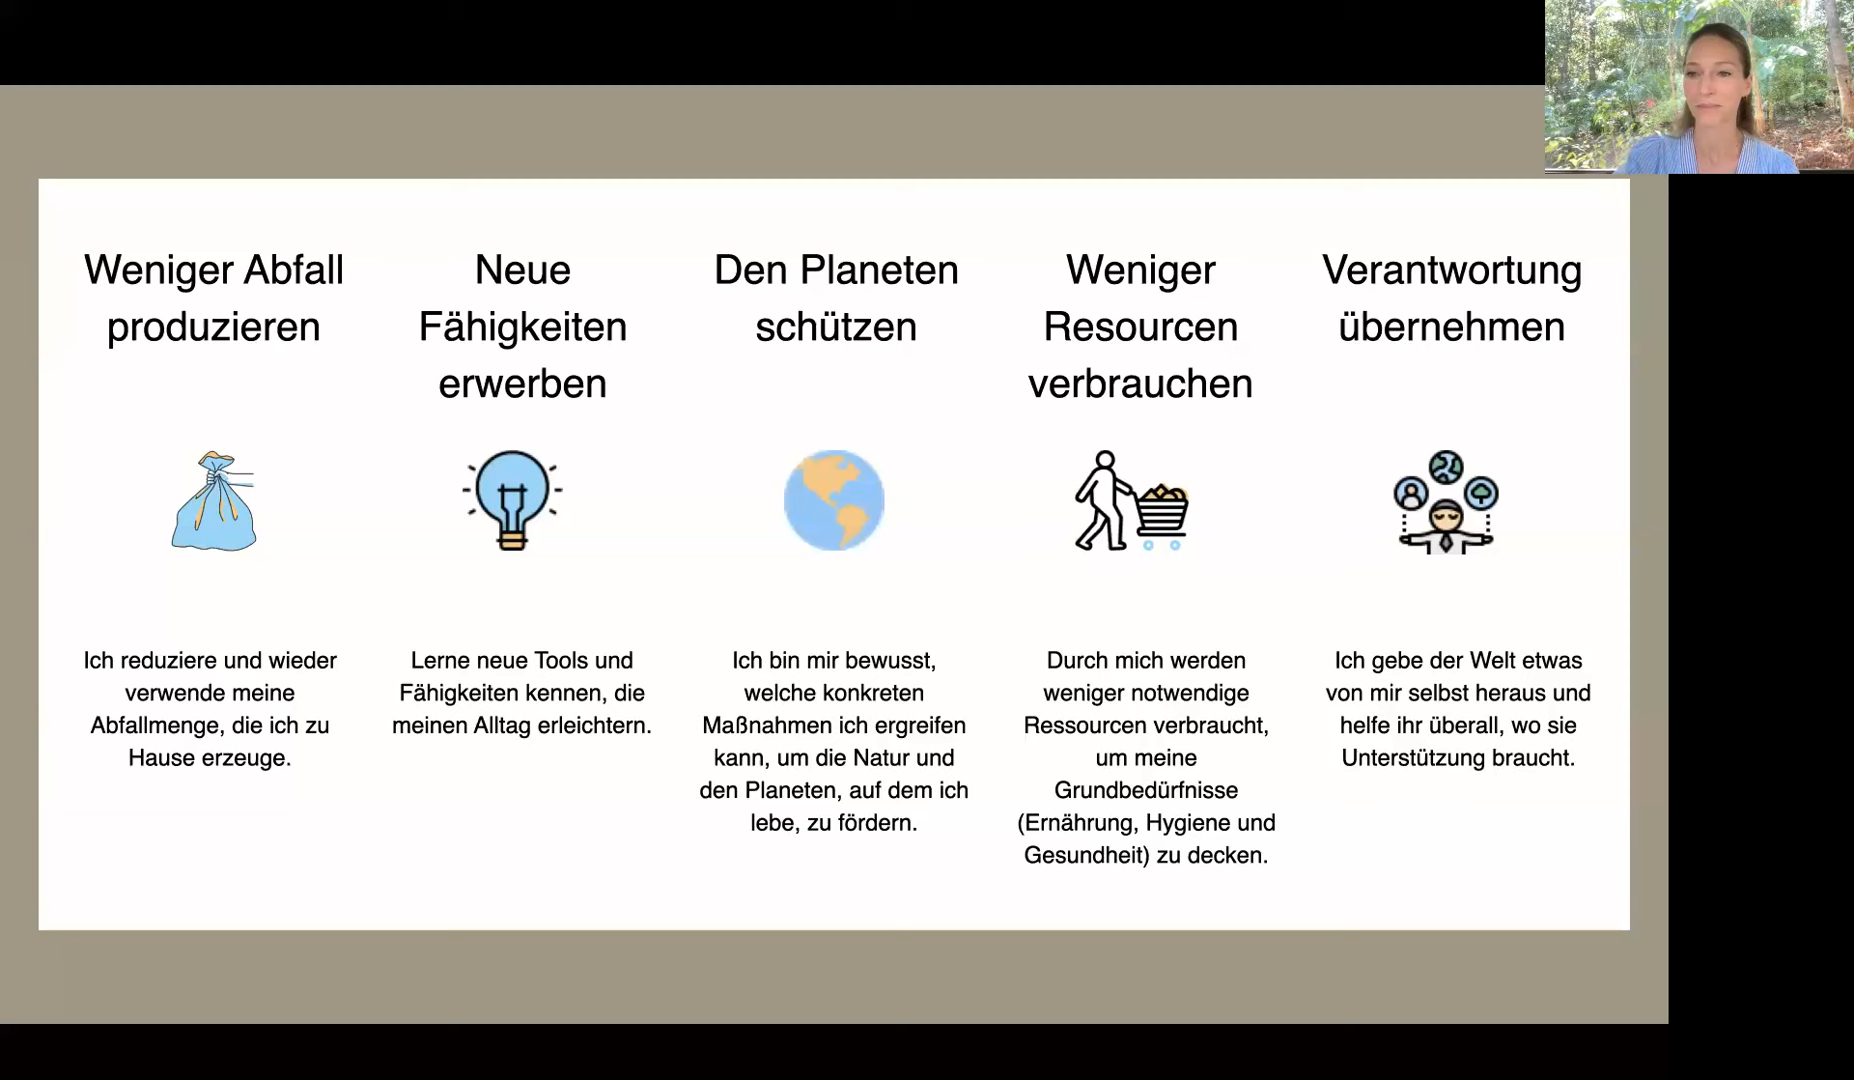 Weniger Abfall
produzieren
Neue
Fähigkeiten
erwerben
Den Planeten
schützen
Weniger
Resourcen
verbrauchen
Verantwortung
übernehmen
Ich reduziere und wieder
verwende meine
Abfallmenge, die ich zu
Hause erzeuge.
Lerne neue Tools und
Fähigkeiten kennen, die
meinen Alltag erleichtern.
Ich bin mir bewusst,
welche konkreten
Maßnahmen ich ergreifen
kann, um die Natur und
den Planeten, auf dem ich
lebe, zu fördern.
Durch mich werden
weniger notwendige
Ressourcen verbraucht,
um meine
Grundbedürfnisse
(Ernährung, Hygiene und
Gesundheit) zu decken.
Ich gebe der Welt etwas
von mir selbst heraus und
helfe ihr überall, wo sie
Unterstützung braucht.